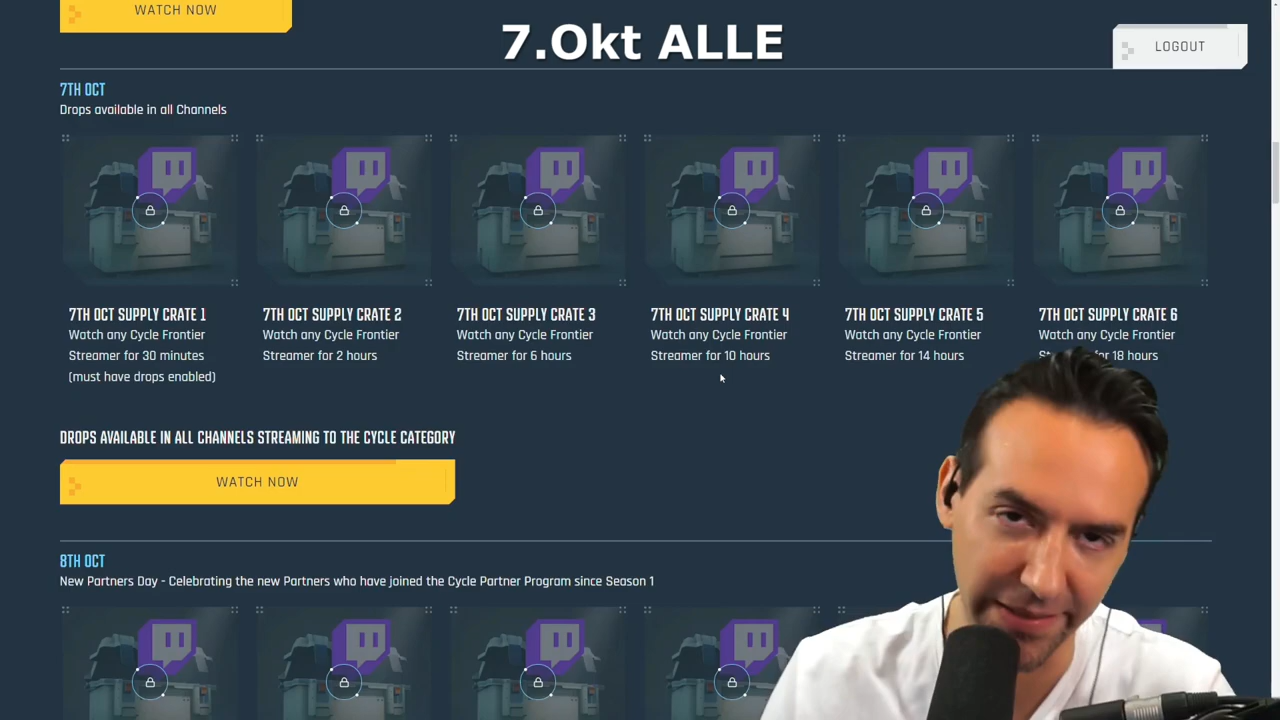 WATCH NOW
7.Okt ALLE
LOGOUT
7TH OCT
Drops available in all Channels
7TH OCT SUPPLY CRATE 1
Watch any Cycle Frontier
Streamer for 30 minutes
(must have drops enabled)
7TH OCT SUPPLY CRATE 2
Watch any Cycle Frontier
Streamer for 2 hours
7TH OCT SUPPLY CRATE 3
Watch any Cycle Frontier
Streamer for 6 hours
7TH OCT SUPPLY CRATE 4
Watch any Cycle Frontier
Streamer for 10 hours
7TH OCT SUPPLY CRATE 5
Watch any Cycle Frontier
Streamer for 14 hours
7TH OCT SUPPLY CRATE 6
Watch any Cycle Frontier
for 18 hours
DROPS AVAILABLE IN ALL CHANNELS STREAMING TO THE CYCLE CATEGORY
WATCH NOW
8TH OCT
New Partners Day - Celebrating the new Partners who have joined the Cycle Partner Program since Season 1